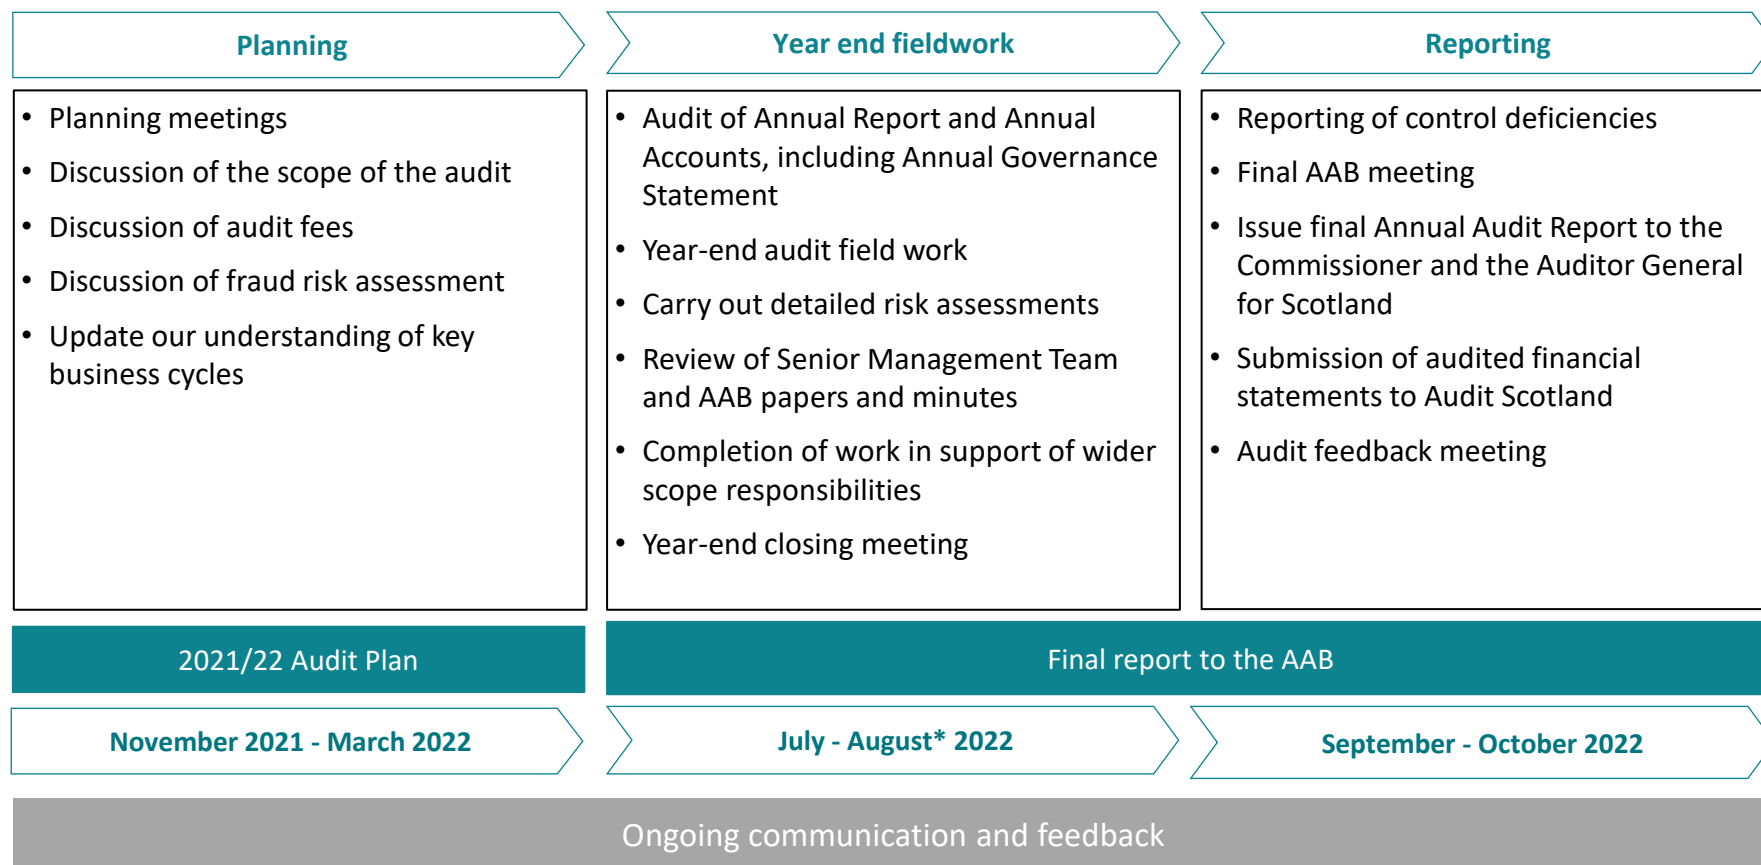 Planning
Year end fieldwork
Reporting
• Planning meetings
• Discussion of the scope of the audit
• Discussion of audit fees
• Discussion of fraud risk assessment
• Update our understanding of key
business cycles
• Audit of Annual Report and Annual
Accounts, including Annual Governance
Statement
• Year-end audit field work
• Carry out detailed risk assessments
• Review of Senior Management Team
and AAB papers and minutes
• Completion of work in support of wider
scope responsibilities
• Year-end closing meeting
• Reporting of control deficiencies
• Final AAB meeting
• Issue final Annual Audit Report to the
Commissioner and the Auditor General
for Scotland
• Submission of audited financial
statements to Audit Scotland
• Audit feedback meeting
2021/22 Audit Plan
Final report to the AAB
November 2021 - March 2022
July - August* 2022
September - October 2022
Ongoing communication and feedback